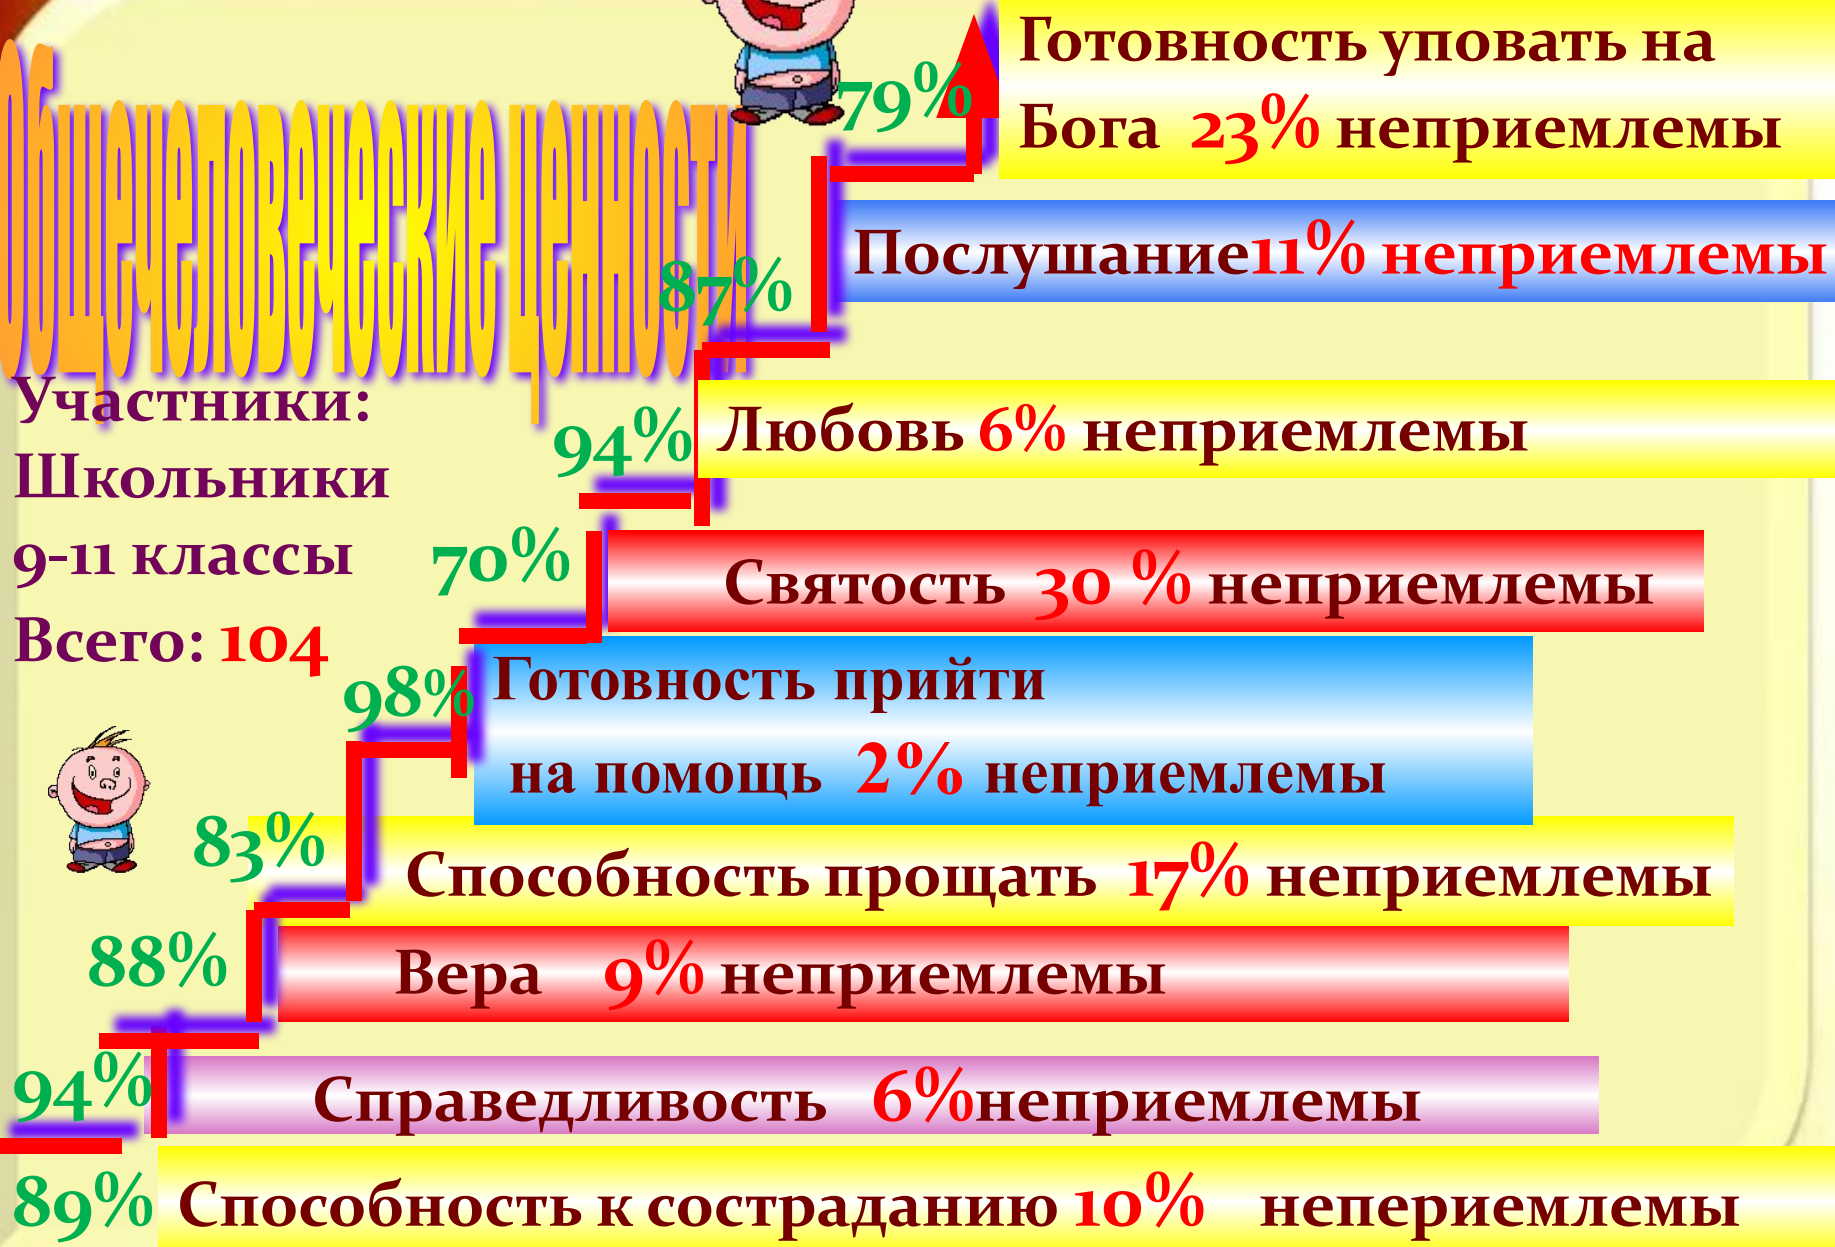 Общечеловеческие ценности
Участники:
Школьники
9-11 классы
Всего: 104
79%
Готовность уповать на
Бога 23% неприемлемы
87%
Послушание11% неприемлемы
94%
Любовь 6% неприемлемы
70%
Святость 30 % неприемлемы
98%
Готовность прийти
на помощь 2% неприемлемы
83%
Способность прощать 17% неприемлемы
88%
Вера 9% неприемлемы
94%
Справедливость 6%неприемлемы
89%
Способность к состраданию 10% непериемлемы